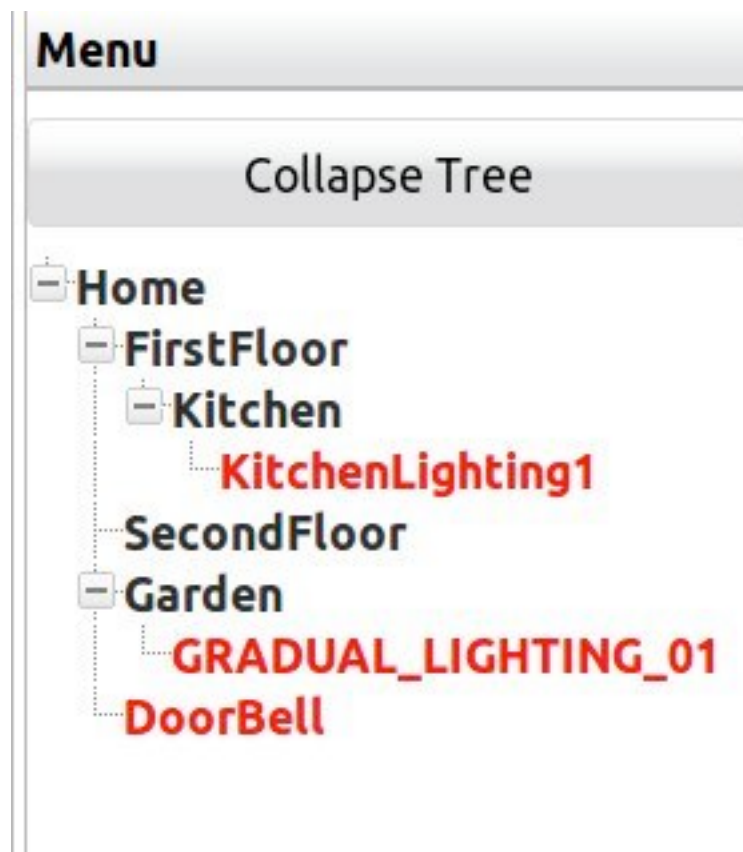 Menu
Collapse Tree
Home
FirstFloor
Kitchen
KitchenLighting1
SecondFloor
Garden
GRADUAL_LIGHTING_01
DoorBell